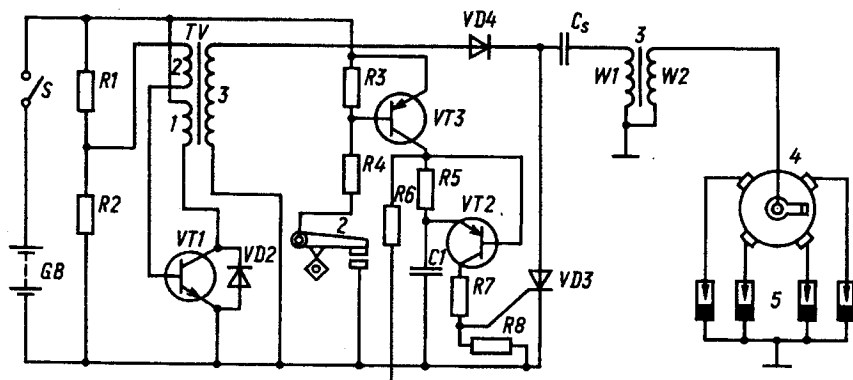 S
GB
R1
R2
TV
2
1
3
VT1
VD2
R3
R4
VT3
2
R6
R5
C1
VT2
R7
R8
VD4
VD3
Cs
3
W1
W2
4
5